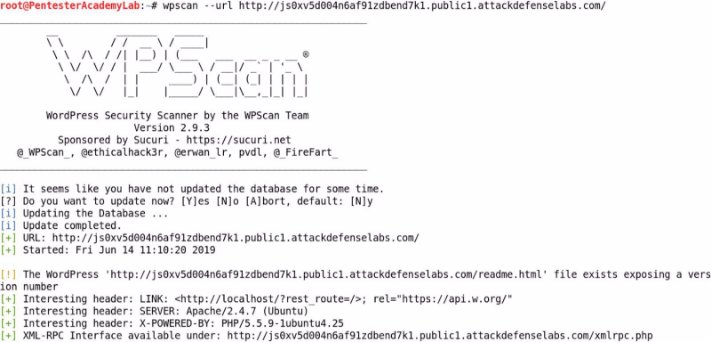 root@PentesterAcademyLab:~# wpscan --url http://js0xv5d004n6af91zdbend7k1.public1.attackdefenselabs.com/
WPScan ®
WordPress Security Scanner by the WPScan Team
Version 2.9.3
Sponsored by Sucuri - https://sucuri.net
@_WPScan_, @ethicalhack3r, @erwan_lr, pvdl, @_FireFart_
[i] It seems like you have not updated the database for some time.
[?] Do you want to update now? [Y]es [N]o [A]bort, default: [N]y
[i] Updating the Database ...
[i] Update completed.
[+] URL: http://js0xv5d004n6af91zdbend7k1.public1.attackdefenselabs.com/
[+] Started: Fri Jun 14 11:10:20 2019
[!] The WordPress 'http://js0xv5d004n6af91zdbend7k1.public1.attackdefenselabs.com/readme.html' file exists exposing a vers
ion number
[+] Interesting header: LINK: <http://localhost/?rest_route=/>; rel="https://api.w.org/"
[+] Interesting header: SERVER: Apache/2.4.7 (Ubuntu)
[+] Interesting header: X-POWERED-BY: PHP/5.5.9-1ubuntu4.25
[+] XML-RPC Interface available under: http://js0xv5d004n6af91zdbend7k1.public1.attackdefenselabs.com/xmlrpc.php